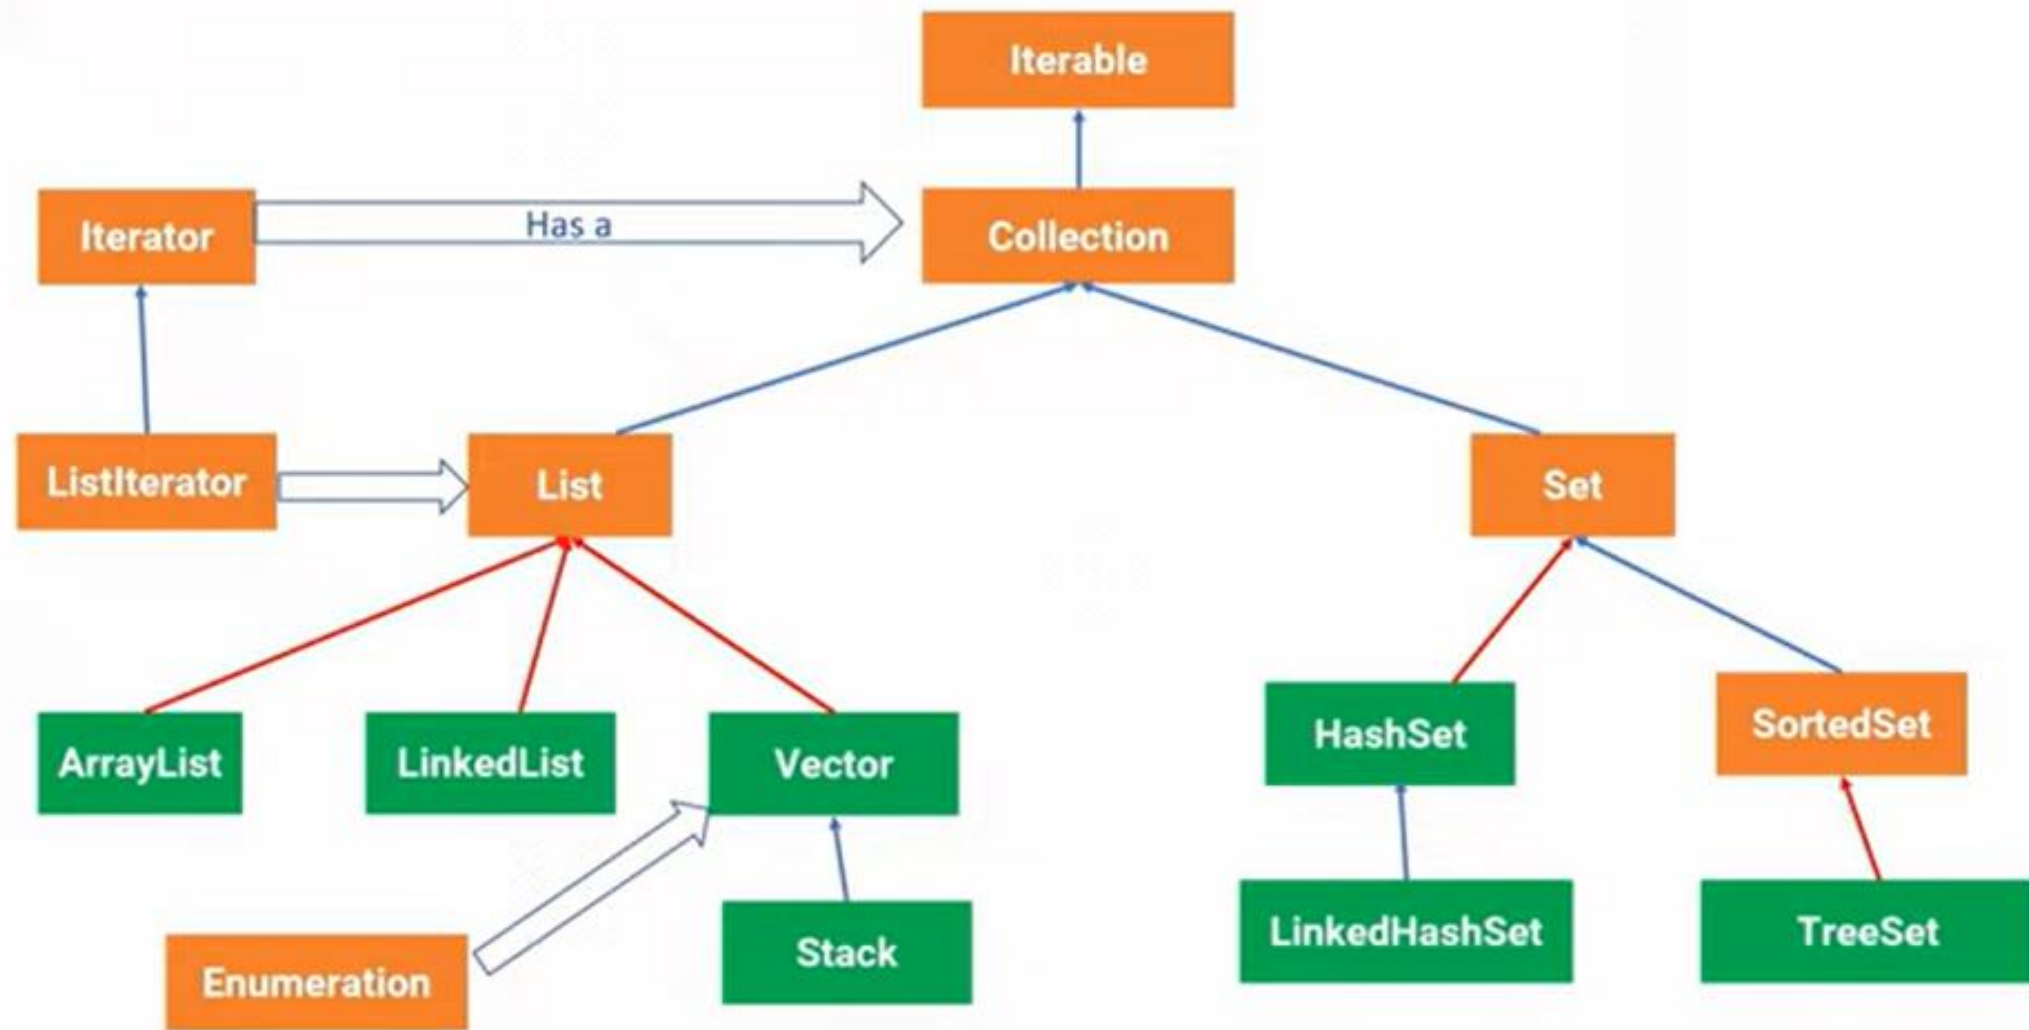 Iterable
Iterator
Has a
Collection
ListIterator
List
Set
ArrayList
LinkedList
Vector
HashSet
SortedSet
Enumeration
Stack
LinkedHashSet
TreeSet